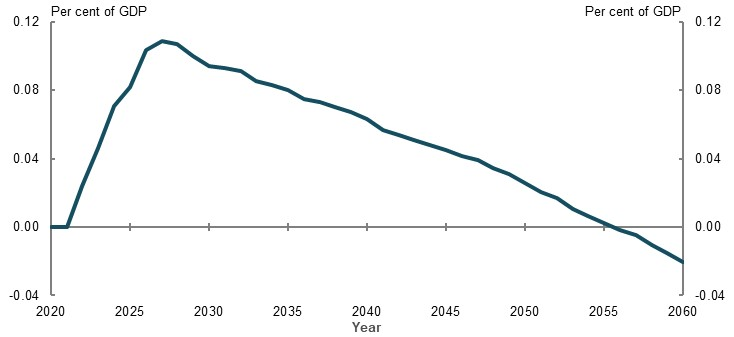 Per cent of GDP Per cent of GDP
0.12 0.12
0.08 0.08
0.04 0.04
0.00 0.00
-0.04 -0.04
2020 2025 2030 2035 2040 2045 2050 2055 2060
Year